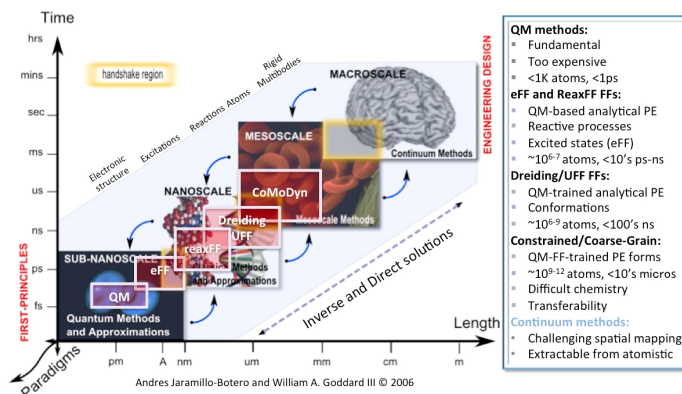 Time
hrs
mins
sec
ms
us
ns
ps
fs
handshake region
Electronic
structure
Excitations
Reactions
Atoms
Rigid
Multibodies
MACROSCALE
Continuum Methods
MESOSCALE
CoMoDyn
Mesoscale Methods
NANOSCALE
Dreiding
UFF
reaxFF
Methods
and Approximations
SUB-NANOSCALE
eFF
QM
Quantum Methods
and Approximations
FIRST-PRINCIPLES
ENGINEERING DESIGN
Inverse and Direct solutions
Length
Paradigms
pm
A
nm
um
mm
cm
m
Andres Jaramillo-Botero and William A. Goddard III © 2006
QM methods:
▪ Fundamental
▪ Too expensive
▪ <1K atoms, <1ps
eFF and ReaxFF FFs:
▪ QM-based analytical PE
▪ Reactive processes
▪ Excited states (eFF)
▪ ~10⁶⁻⁷ atoms, <10's ps-ns
Dreiding/UFF FFs:
▪ QM-trained analytical PE
▪ Conformations
▪ ~10⁶⁻⁹ atoms, <100's ns
Constrained/Coarse-Grain:
▪ QM-FF-trained PE forms
▪ ~10⁹⁻¹² atoms, <10's micros
▪ Difficult chemistry
▪ Transferability
Continuum methods:
▪ Challenging spatial mapping
▪ Extractable from atomistic